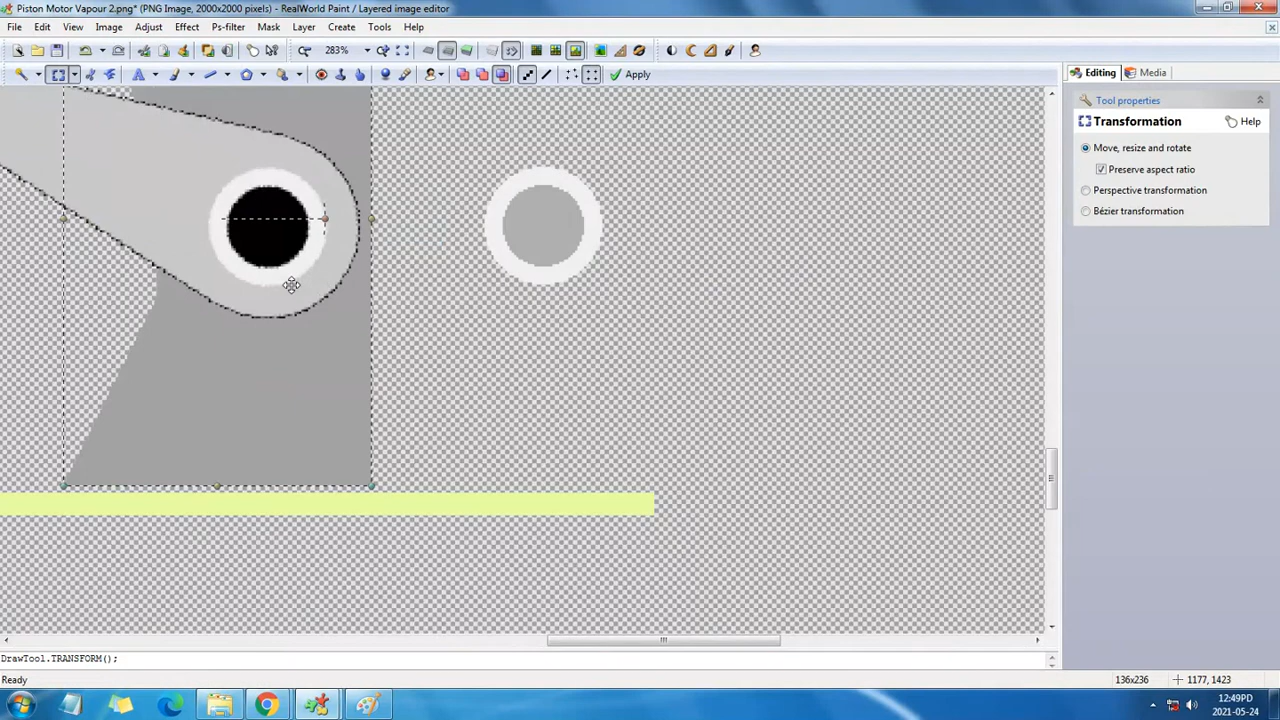 Piston Motor Vapour 2.png* (PNG Image, 2000x2000 pixels) - RealWorld Paint / Layered image editor
File Edit View Image Adjust Effect Ps-filter Mask Layer Create Tools Help
283%
Apply
Editing Media
Tool properties
Transformation Help
Move, resize and rotate
Preserve aspect ratio
Perspective transformation
Bézier transformation
DrawTool.TRANSFORM();
Ready 136x236 1177, 1423
12:49PD
2021-05-24